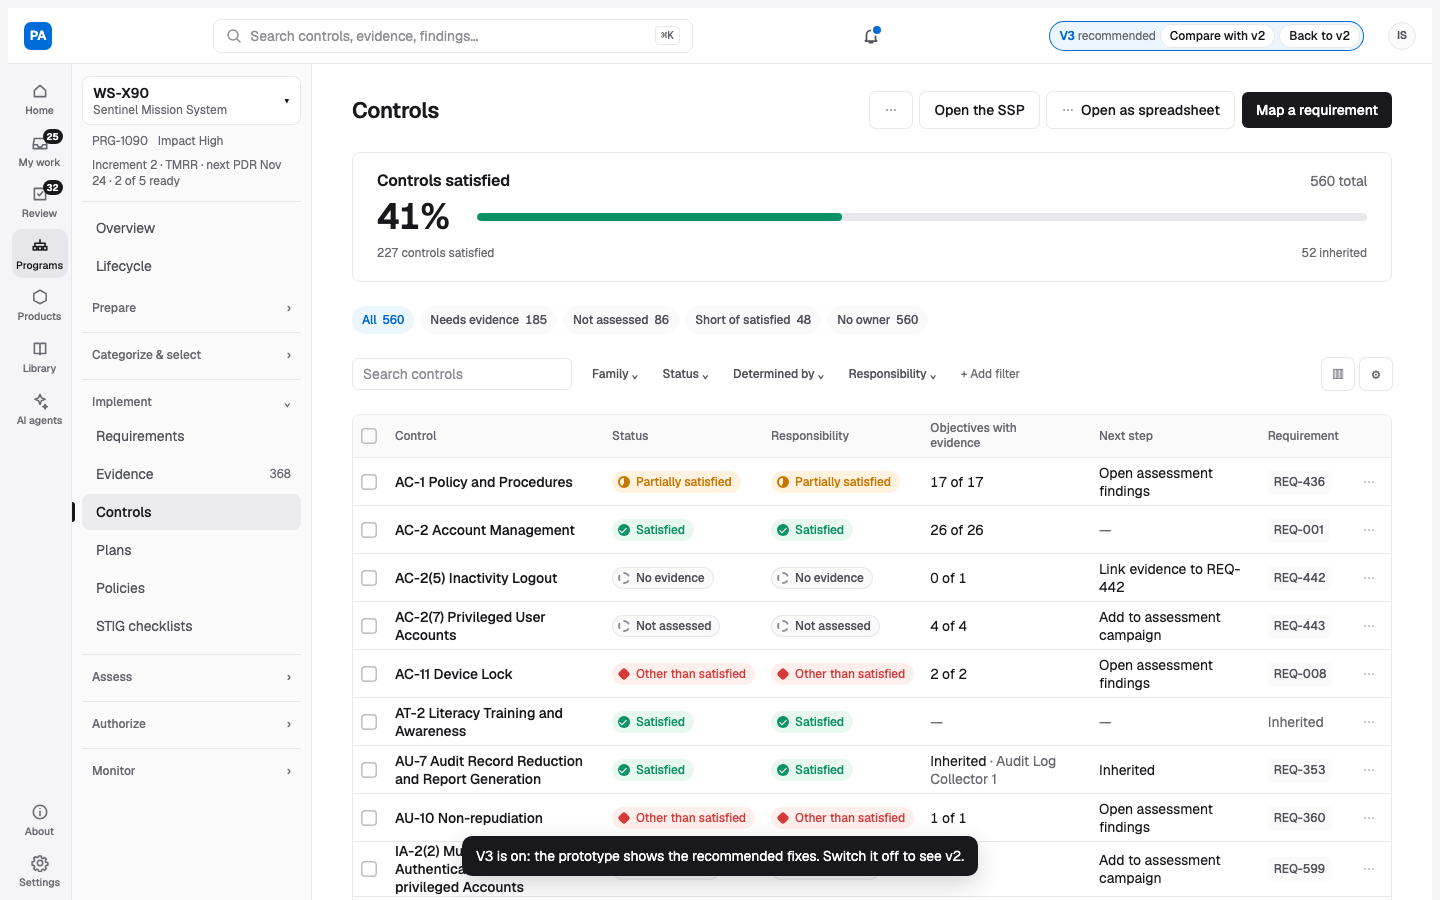 PA
Search controls, evidence, findings...
⌘K
V3 recommended Compare with v2 Back to v2
IS
Home
25
My work
32
Review
Programs
Products
Library
AI agents
About
Settings
WS-X90
Sentinel Mission System
PRG-1090 Impact High
Increment 2 · TMRR · next PDR Nov
24 · 2 of 5 ready
Overview
Lifecycle
Prepare
Categorize & select
Implement
Requirements
Evidence 368
Controls
Plans
Policies
STIG checklists
Assess
Authorize
Monitor
Controls
Open the SSP
Open as spreadsheet
Map a requirement
Controls satisfied
560 total
41%
227 controls satisfied
52 inherited
All 560 Needs evidence 185 Not assessed 86 Short of satisfied 48 No owner 560
Search controls
Family Status Determined by Responsibility + Add filter
Control Status Responsibility Objectives with evidence Next step Requirement
AC-1 Policy and Procedures Partially satisfied Partially satisfied 17 of 17 Open assessment findings REQ-436
AC-2 Account Management Satisfied Satisfied 26 of 26 — REQ-001
AC-2(5) Inactivity Logout No evidence No evidence 0 of 1 Link evidence to REQ-442 REQ-442
AC-2(7) Privileged User Accounts Not assessed Not assessed 4 of 4 Add to assessment campaign REQ-443
AC-11 Device Lock Other than satisfied Other than satisfied 2 of 2 Open assessment findings REQ-008
AT-2 Literacy Training and Awareness Satisfied Satisfied — — Inherited
AU-7 Audit Record Reduction and Report Generation Satisfied Satisfied Inherited · Audit Log Collector 1 Inherited REQ-353
AU-10 Non-repudiation Other than satisfied Other than satisfied 1 of 1 Open assessment findings REQ-360
IA-2(2)
privileged Accounts Add to assessment campaign REQ-599
V3 is on: the prototype shows the recommended fixes. Switch it off to see v2.